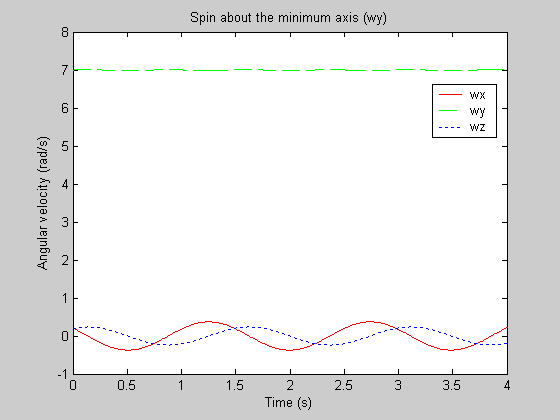 Spin about the minimum axis (wy)
8
7
6
5
4
3
2
1
0
-1
Angular velocity (rad/s)
wx
wy
wz
0 0.5 1 1.5 2 2.5 3 3.5 4
Time (s)